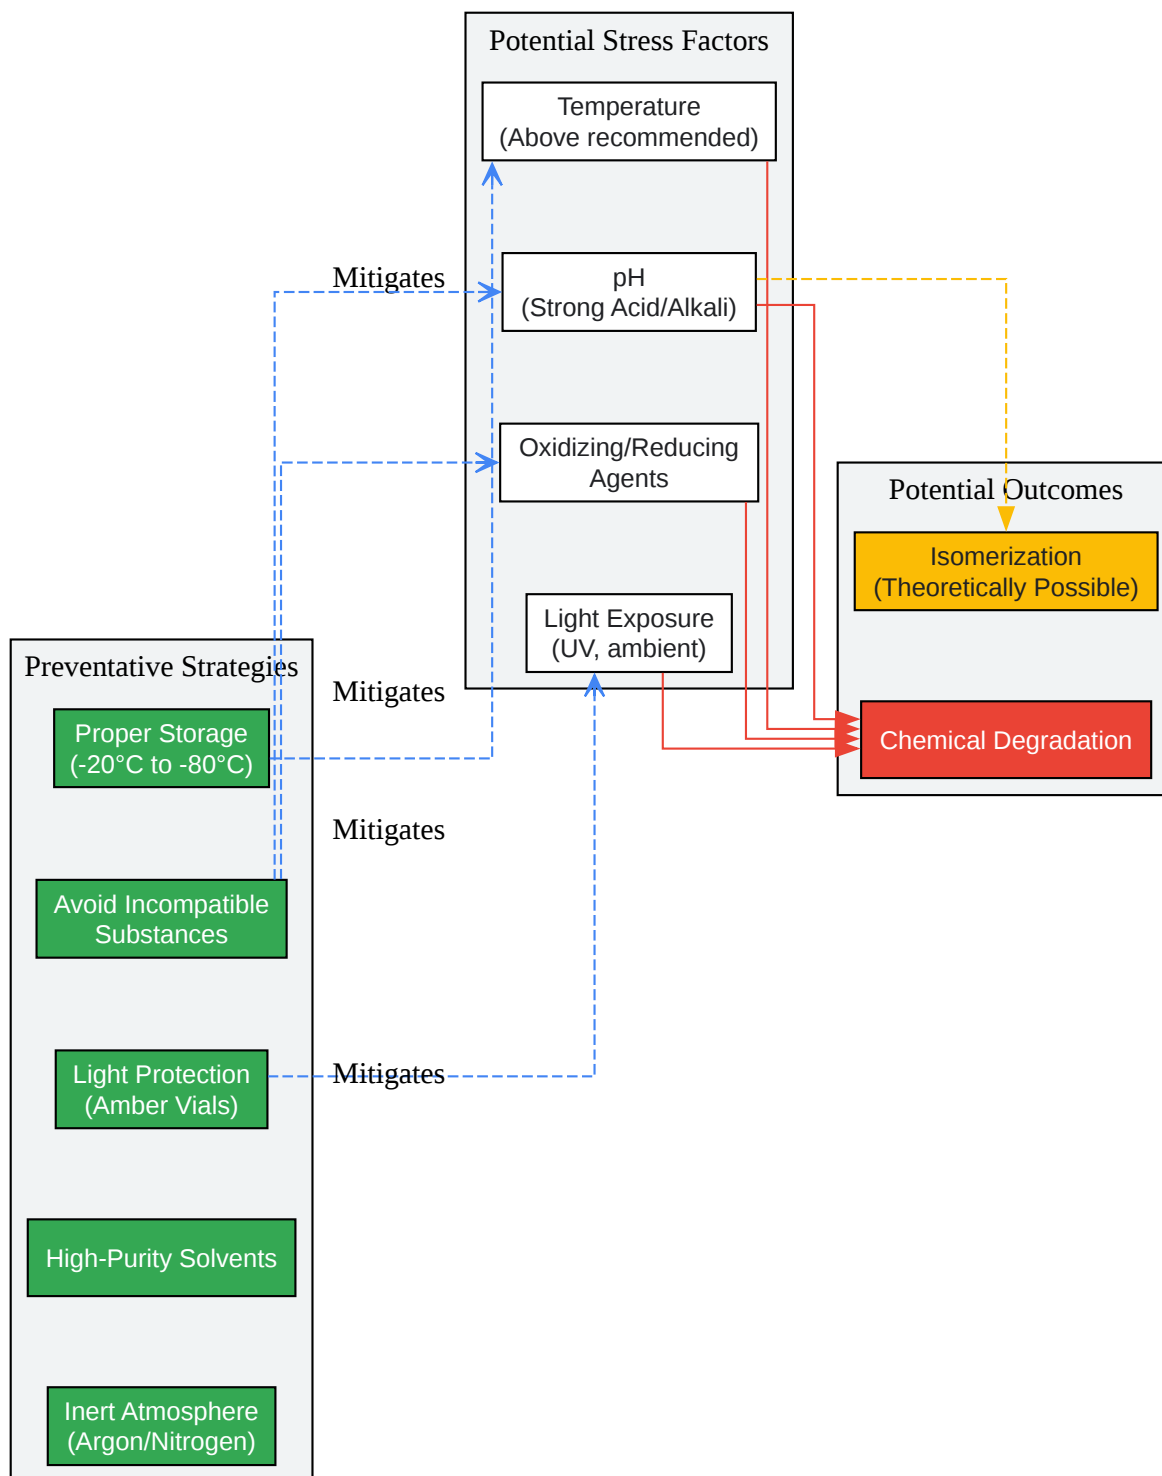 Potential Stress Factors
Temperature
(Above recommended)
Mitigates
pH
(Strong Acid/Alkali)
Oxidizing/Reducing
Agents
Potential Outcomes
Isomerization
(Theoretically Possible)
Light Exposure
(UV, ambient)
Preventative Strategies
Mitigates
Proper Storage
(-20°C to -80°C)
Chemical Degradation
Mitigates
Avoid Incompatible
Substances
Light Protection
(Amber Vials)
Mitigates
High-Purity Solvents
Inert Atmosphere
(Argon/Nitrogen)